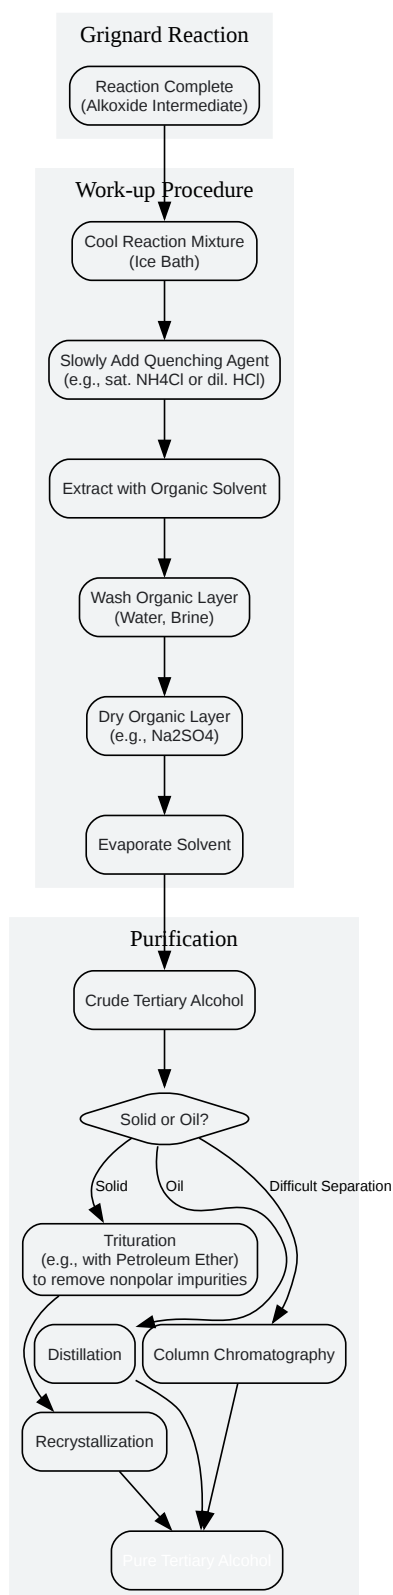 Grignard Reaction
Reaction Complete
(Alkoxide Intermediate)
Work-up Procedure
Cool Reaction Mixture
(Ice Bath)
Slowly Add Quenching Agent
(e.g., sat. NH4Cl or dil. HCl)
Extract with Organic Solvent
Wash Organic Layer
(Water, Brine)
Dry Organic Layer
(e.g., Na2SO4)
Evaporate Solvent
Purification
Crude Tertiary Alcohol
Solid or Oil?
Solid
Oil
Difficult Separation
Trituration
(e.g., with Petroleum Ether)
to remove nonpolar impurities
Distillation
Column Chromatography
Recrystallization
Pure Tertiary Alcohol